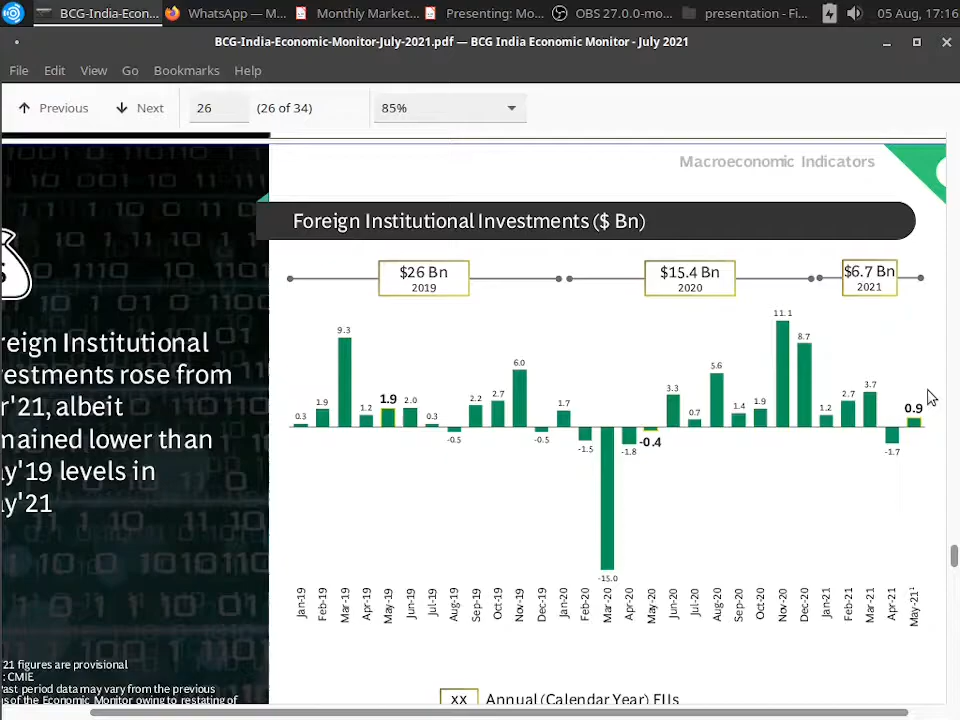 BCG-India-Econ...
WhatsApp — M...
Monthly Market...
Presenting: Mo...
OBS 27.0.0-mo...
presentation - Fi...
05 Aug, 17:16
BCG-India-Economic-Monitor-July-2021.pdf — BCG India Economic Monitor - July 2021
File Edit View Go Bookmarks Help
Previous Next 26 (26 of 34) 85%
Macroeconomic Indicators
Foreign Institutional Investments ($ Bn)
$26 Bn
2019
$15.4 Bn
2020
$6.7 Bn
2021
reign Institutional
estments rose from
r'21, albeit
mained lower than
y'19 levels in
y'21
0.3 1.9 9.3 1.2 1.9 2.0 0.3 -0.5 2.2 2.7 6.0 -0.5 1.7 -1.5 -15.0 -1.8 -0.4 3.3 0.7 5.6 1.4 1.9 11.1 8.7 1.2 2.7 3.7 -1.7 0.9
Jan-19 Feb-19 Mar-19 Apr-19 May-19 Jun-19 Jul-19 Aug-19 Sep-19 Oct-19 Nov-19 Dec-19 Jan-20 Feb-20 Mar-20 Apr-20 May-20 Jun-20 Jul-20 Aug-20 Sep-20 Oct-20 Nov-20 Dec-20 Jan-21 Feb-21 Mar-21 Apr-21 May-21¹
21 figures are provisional
: CMIE
ast period data may vary from the previous
s of the Economic Monitor owing to restating of
xx Annual (Calendar Year) FIIs